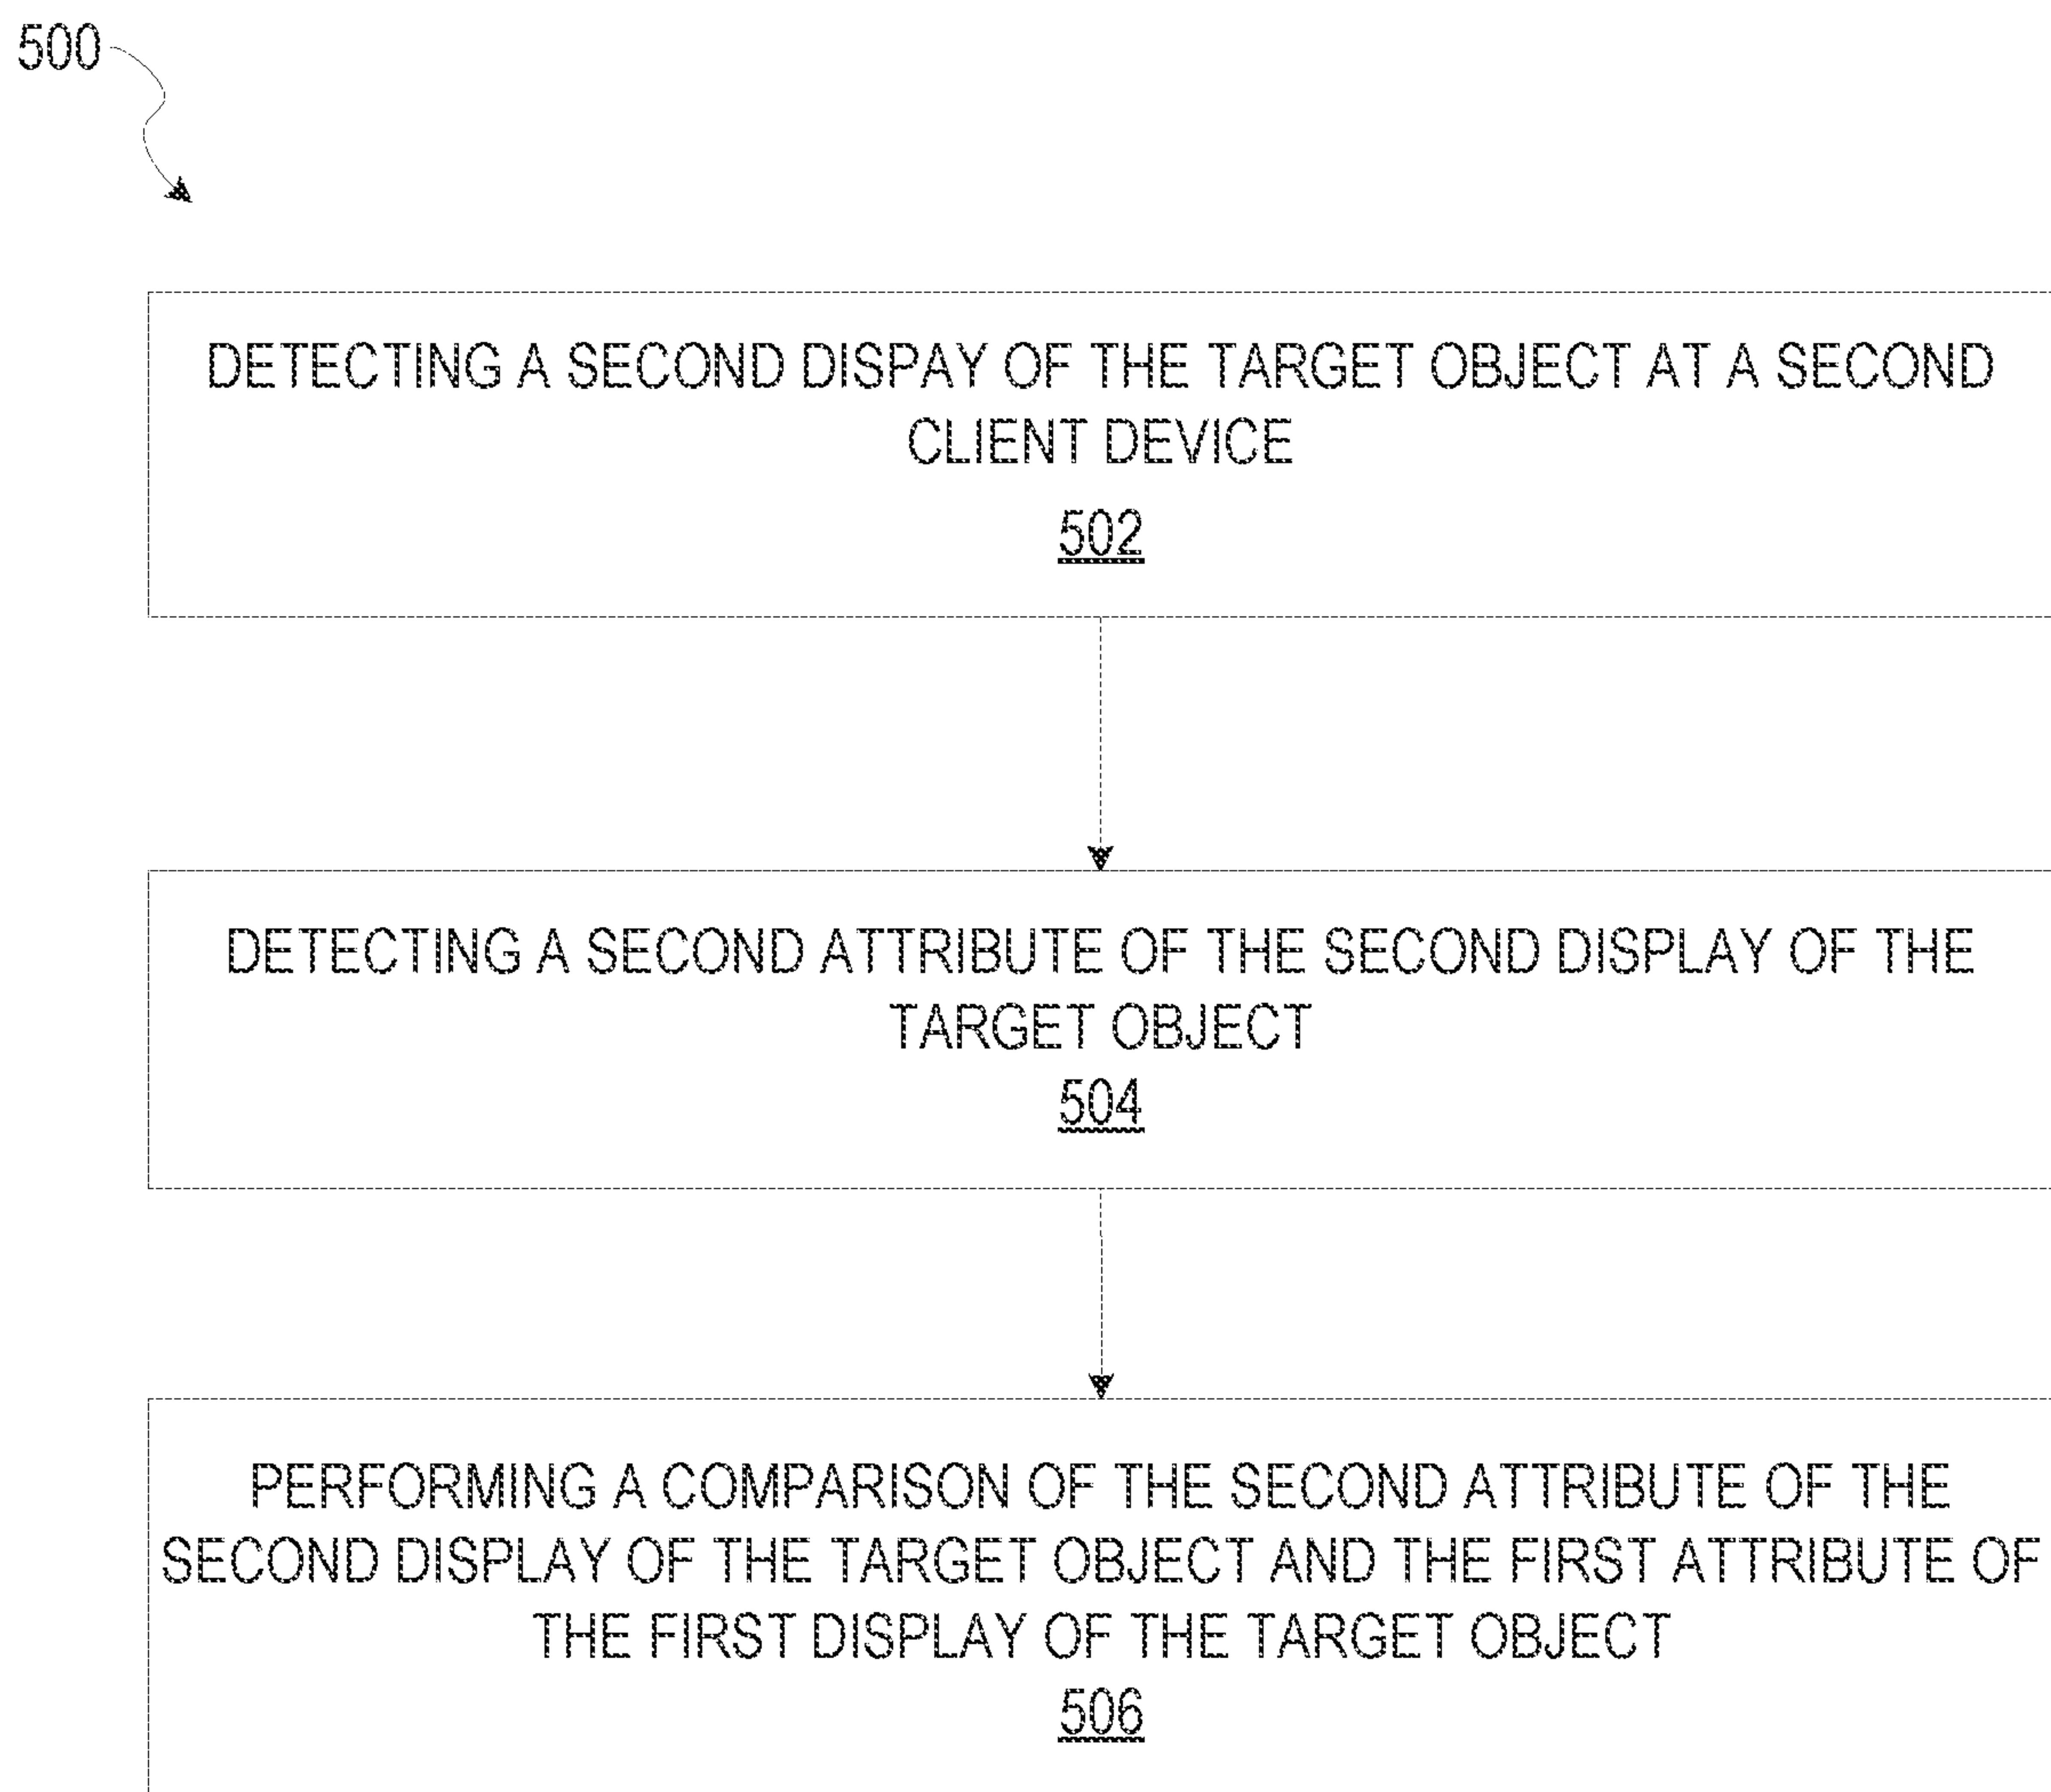 500
DETECTING A SECOND DISPAY OF THE TARGET OBJECT AT A SECOND
CLIENT DEVICE
502
DETECTING A SECOND ATTRIBUTE OF THE SECOND DISPLAY OF THE
TARGET OBJECT
504
PERFORMING A COMPARISON OF THE SECOND ATTRIBUTE OF THE
SECOND DISPLAY OF THE TARGET OBJECT AND THE FIRST ATTRIBUTE OF
THE FIRST DISPLAY OF THE TARGET OBJECT
506